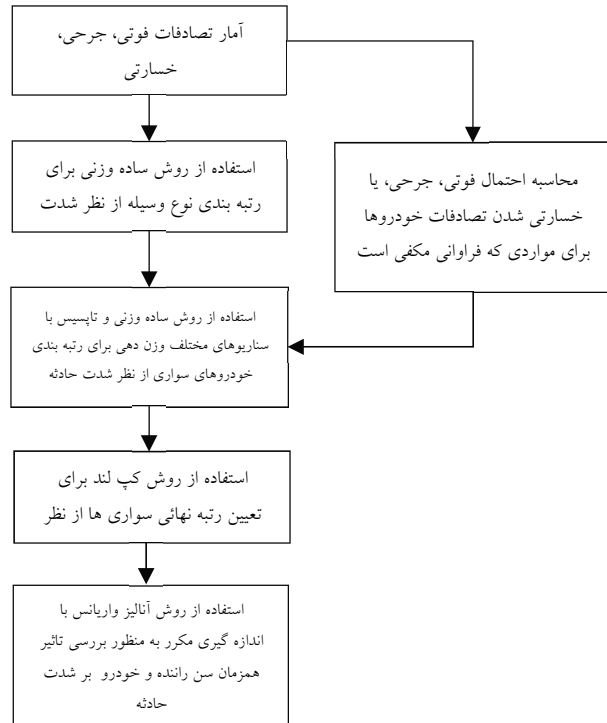 آمار تصادفات فوتی، جرحی،
خسارتی
استفاده از روش ساده وزنی برای
رتبه بندی نوع وسیله از نظر شدت
محاسبه احتمال فوتی، جرحی، یا
خسارتی شدن تصادفات خودروها
برای مواردی که فراوانی مکفی است
استفاده از روش ساده وزنی و تاپسیس با
سناریوهای مختلف وزن دهی برای رتبه بندی
خودروهای سواری از نظر شدت حادثه
استفاده از روش کپ لند برای
تعیین رتبه نهائی سواری ها از نظر
استفاده از روش آنالیز واریانس با
اندازه گیری مکرر به منظور بررسی تاثیر
همزمان سن راننده و خودرو بر شدت
حادثه